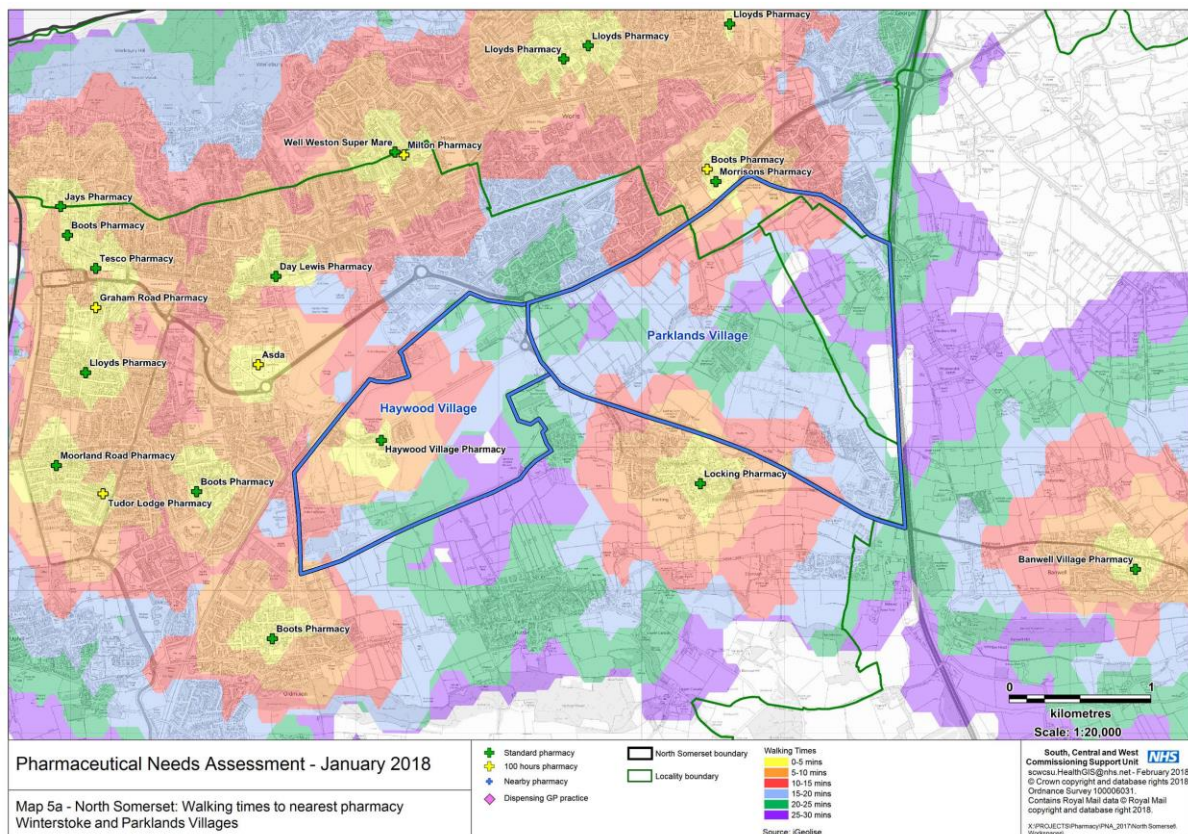 Lloyds Pharmacy
Lloyds Pharmacy
Lloyds Pharmacy
Well Weston Super Mare
Milton Pharmacy
Boots Pharmacy
Morrisons Pharmacy
Jays Pharmacy
Boots Pharmacy
Tesco Pharmacy
Day Lewis Pharmacy
Graham Road Pharmacy
Parklands Village
Asda
Lloyds Pharmacy
Haywood Village
Haywood Village Pharmacy
Moorland Road Pharmacy
Boots Pharmacy
Tudor Lodge Pharmacy
Locking Pharmacy
Banwell Village Pharmacy
Banwell
Boots Pharmacy
0 1
kilometres
Scale: 1:20,000
Pharmaceutical Needs Assessment - January 2018
Map 5a - North Somerset: Walking times to nearest pharmacy
Winterstoke and Parklands Villages
Standard pharmacy
100 hours pharmacy
Nearby pharmacy
Dispensing GP practice
North Somerset boundary
Locality boundary
Walking Times
0-5 mins
5-10 mins
10-15 mins
15-20 mins
20-25 mins
25-30 mins
Source: iGeolise
South, Central and West
Commissioning Support Unit NHS
scwcsu.HealthGIS@nhs.net - February 2018
© Crown copyright and database rights 2018
Ordnance Survey 100006031.
Contains Royal Mail data © Royal Mail
copyright and database right 2018.
X:\PROJECTS\Pharmacy\PNA_2017\North Somerset\
Workspaces\